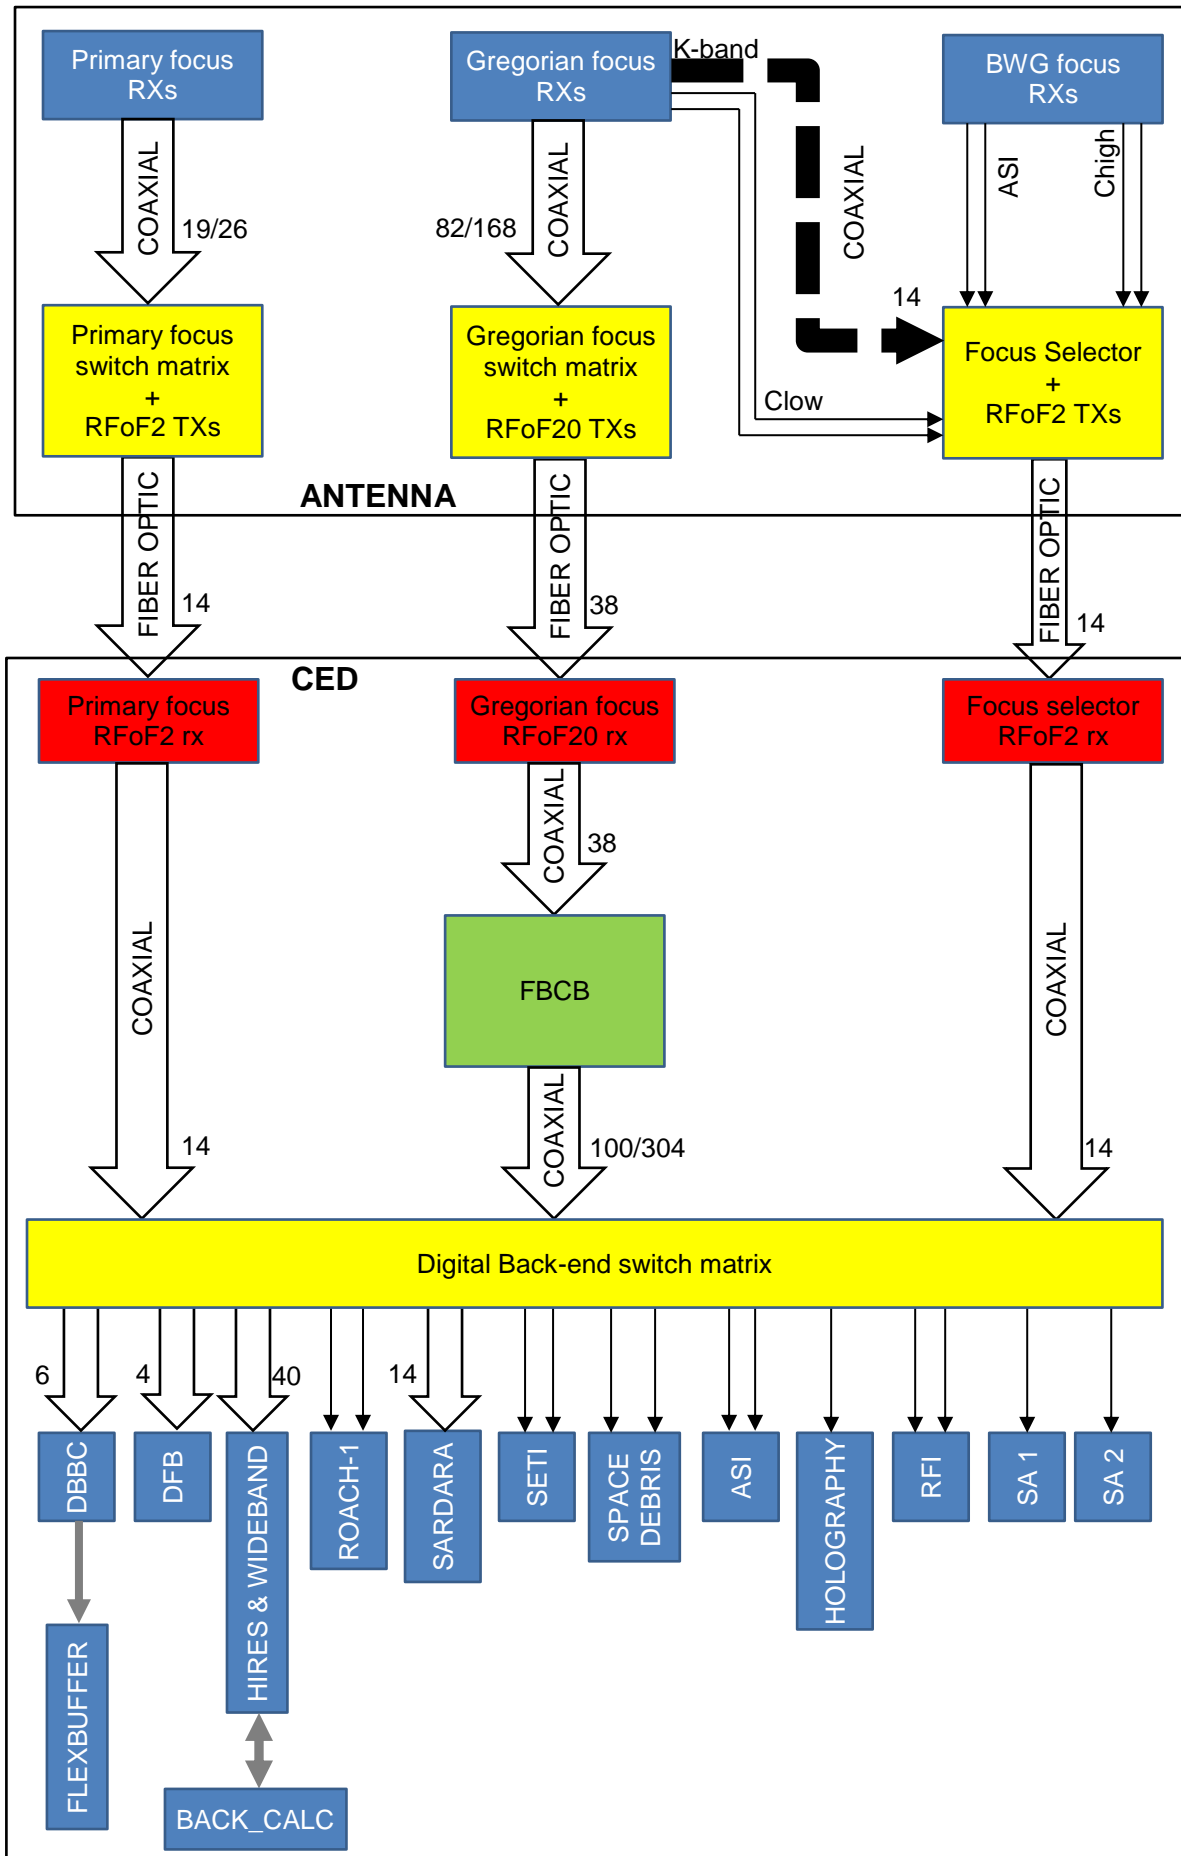 Primary focus
RXs
Gregorian focus
RXs
K-band
BWG focus
RXs
COAXIAL
19/26
82/168
COAXIAL
COAXIAL
14
ASI
Chigh
Primary focus
switch matrix
+
RFoF2 TXs
Gregorian focus
switch matrix
+
RFoF20 TXs
Clow
Focus Selector
+
RFoF2 TXs
ANTENNA
FIBER OPTIC
14
FIBER OPTIC
38
FIBER OPTIC
14
CED
Primary focus
RFoF2 rx
Gregorian focus
RFoF20 rx
Focus selector
RFoF2 rx
COAXIAL
38
FBCB
COAXIAL
14
COAXIAL
100/304
COAXIAL
14
Digital Back-end switch matrix
6
4
40
14
DBBC
DFB
HIRES & WIDEBAND
ROACH-1
SARDARA
SETI
SPACE
DEBRIS
ASI
HOLOGRAPHY
RFI
SA 1
SA 2
FLEXBUFFER
BACK_CALC